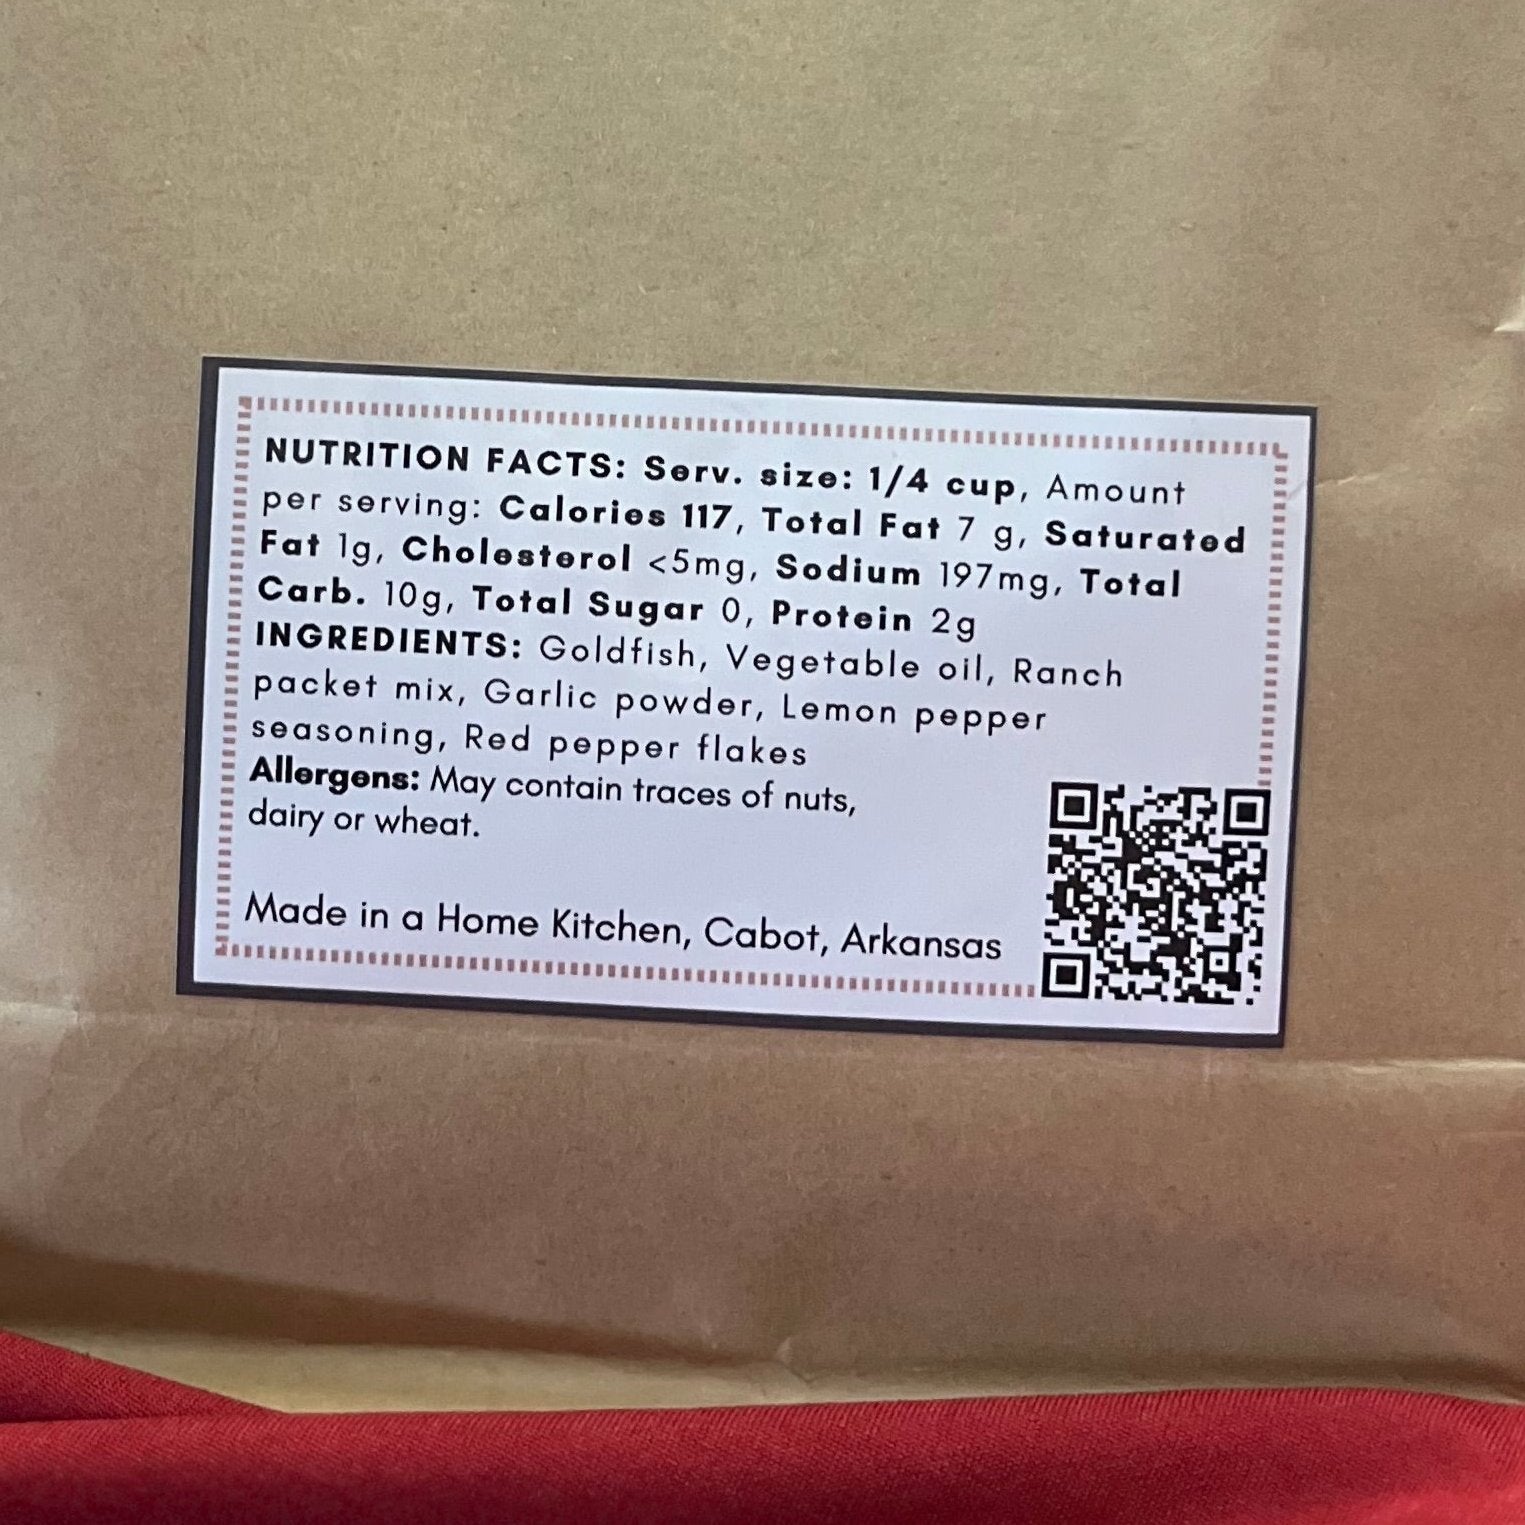 NUTRITION FACTS: Serv. size: 1/4 cup, Amount
per serving: Calories 117, Total Fat 7 g, Saturated
Fat 1g, Cholesterol <5mg, Sodium 197mg, Total
Carb. 10g, Total Sugar 0, Protein 2g
INGREDIENTS: Goldfish, Vegetable oil, Ranch
packet mix, Garlic powder, Lemon pepper
seasoning, Red pepper flakes
Allergens: May contain traces of nuts,
dairy or wheat.
Made in a Home Kitchen, Cabot, Arkansas